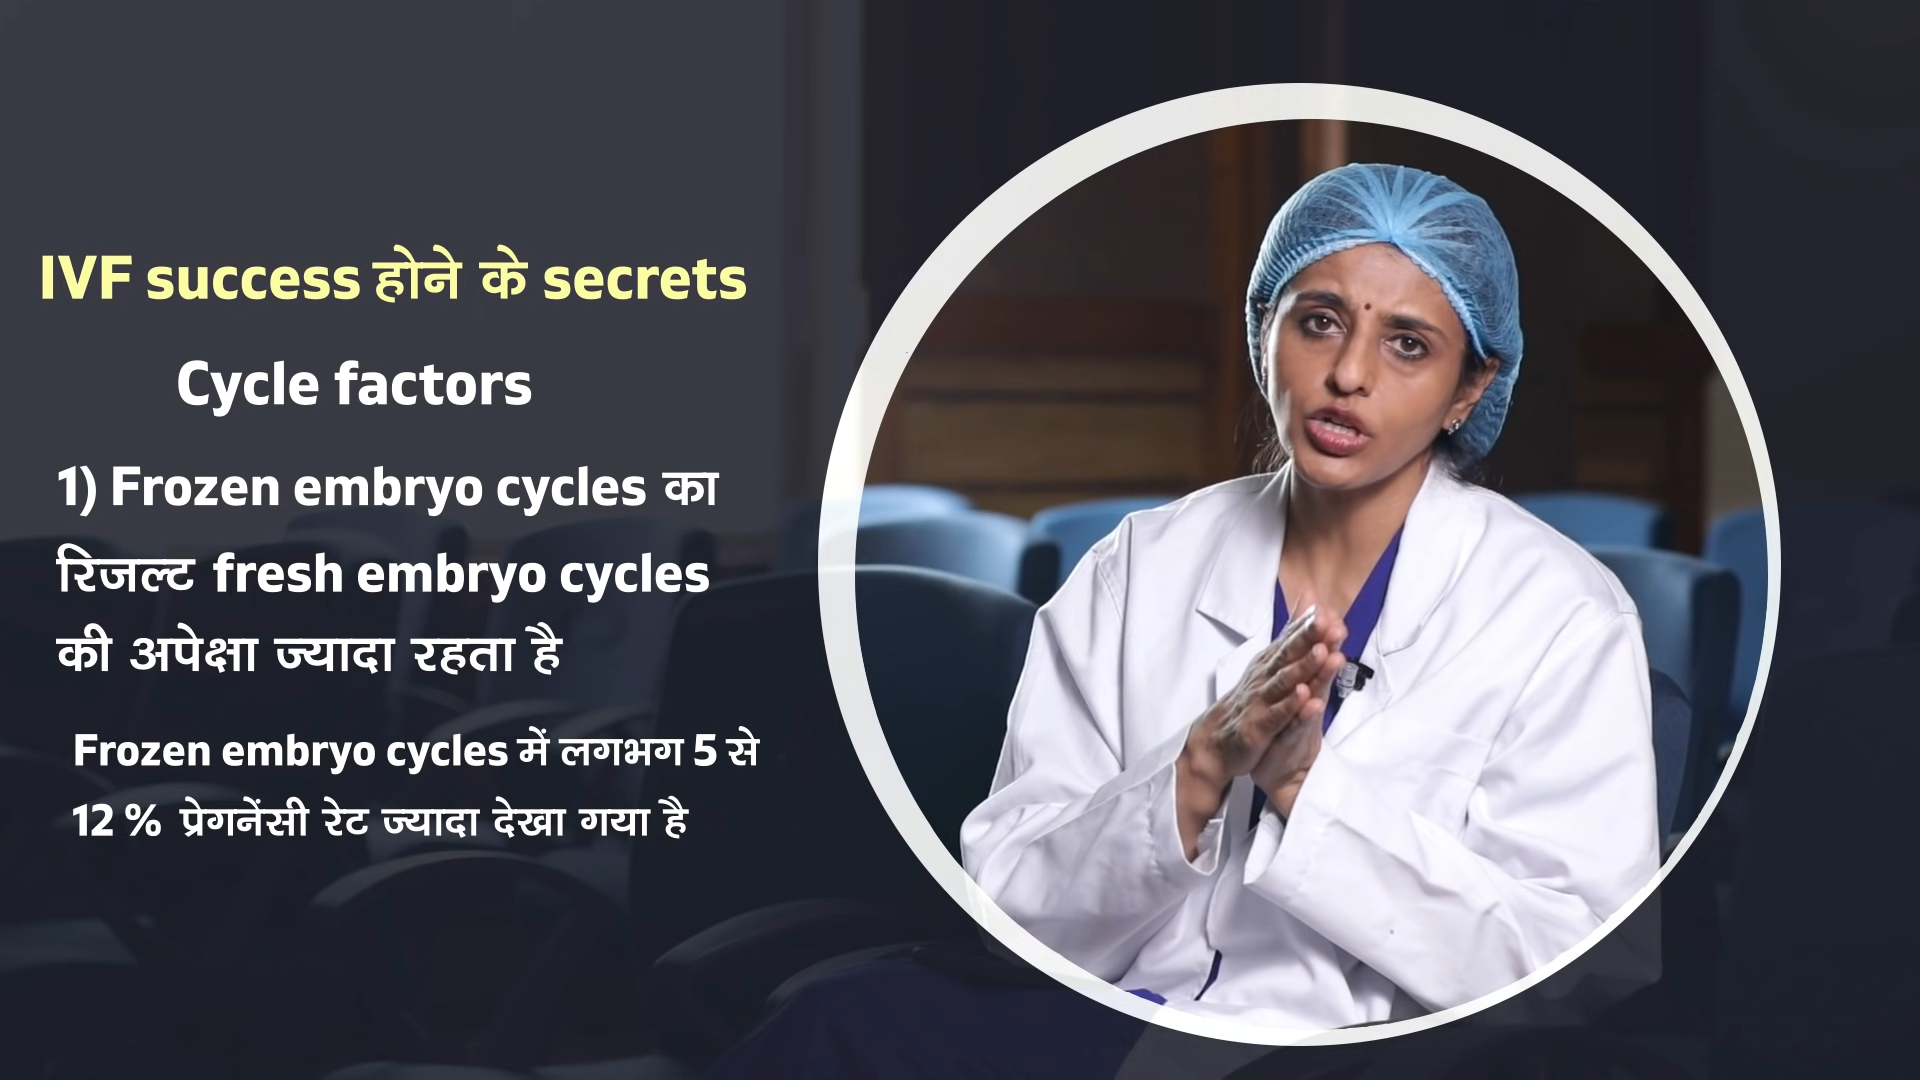 IVF success होने के secrets
Cycle factors
1) Frozen embryo cycles का
रिजल्ट fresh embryo cycles
की अपेक्षा ज्यादा रहता है
Frozen embryo cycles में लगभग 5 से
12 % प्रेगनेंसी रेट ज्यादा देखा गया है